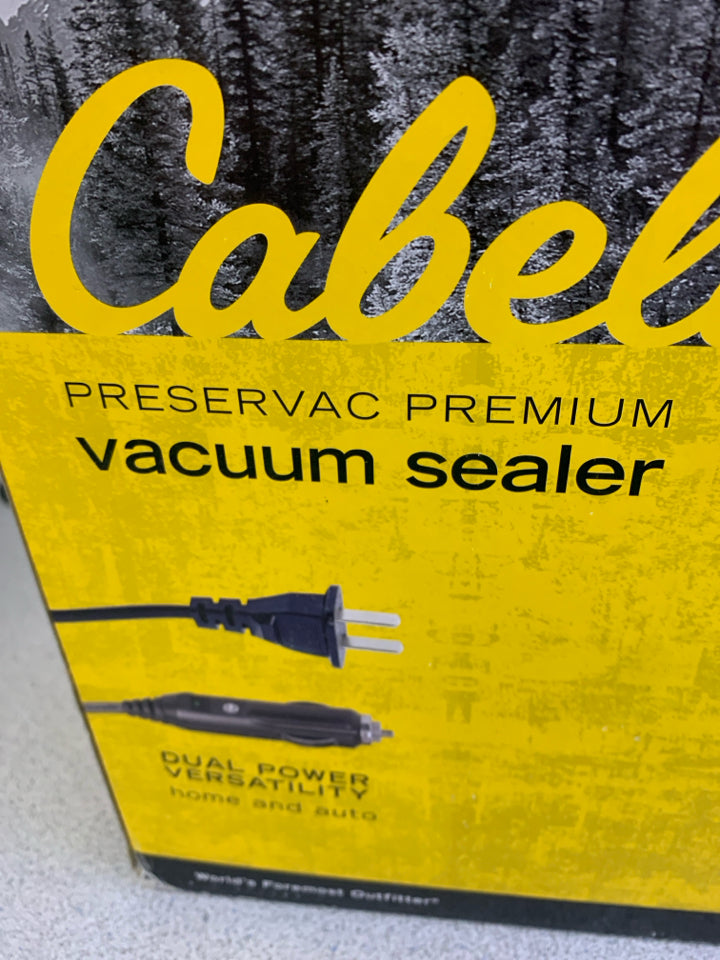 Cabel
PRESERVAC PREMIUM
vacuum sealer
DUAL POWER
VERSATILITY
home and auto
World's Foremost Outfitter®